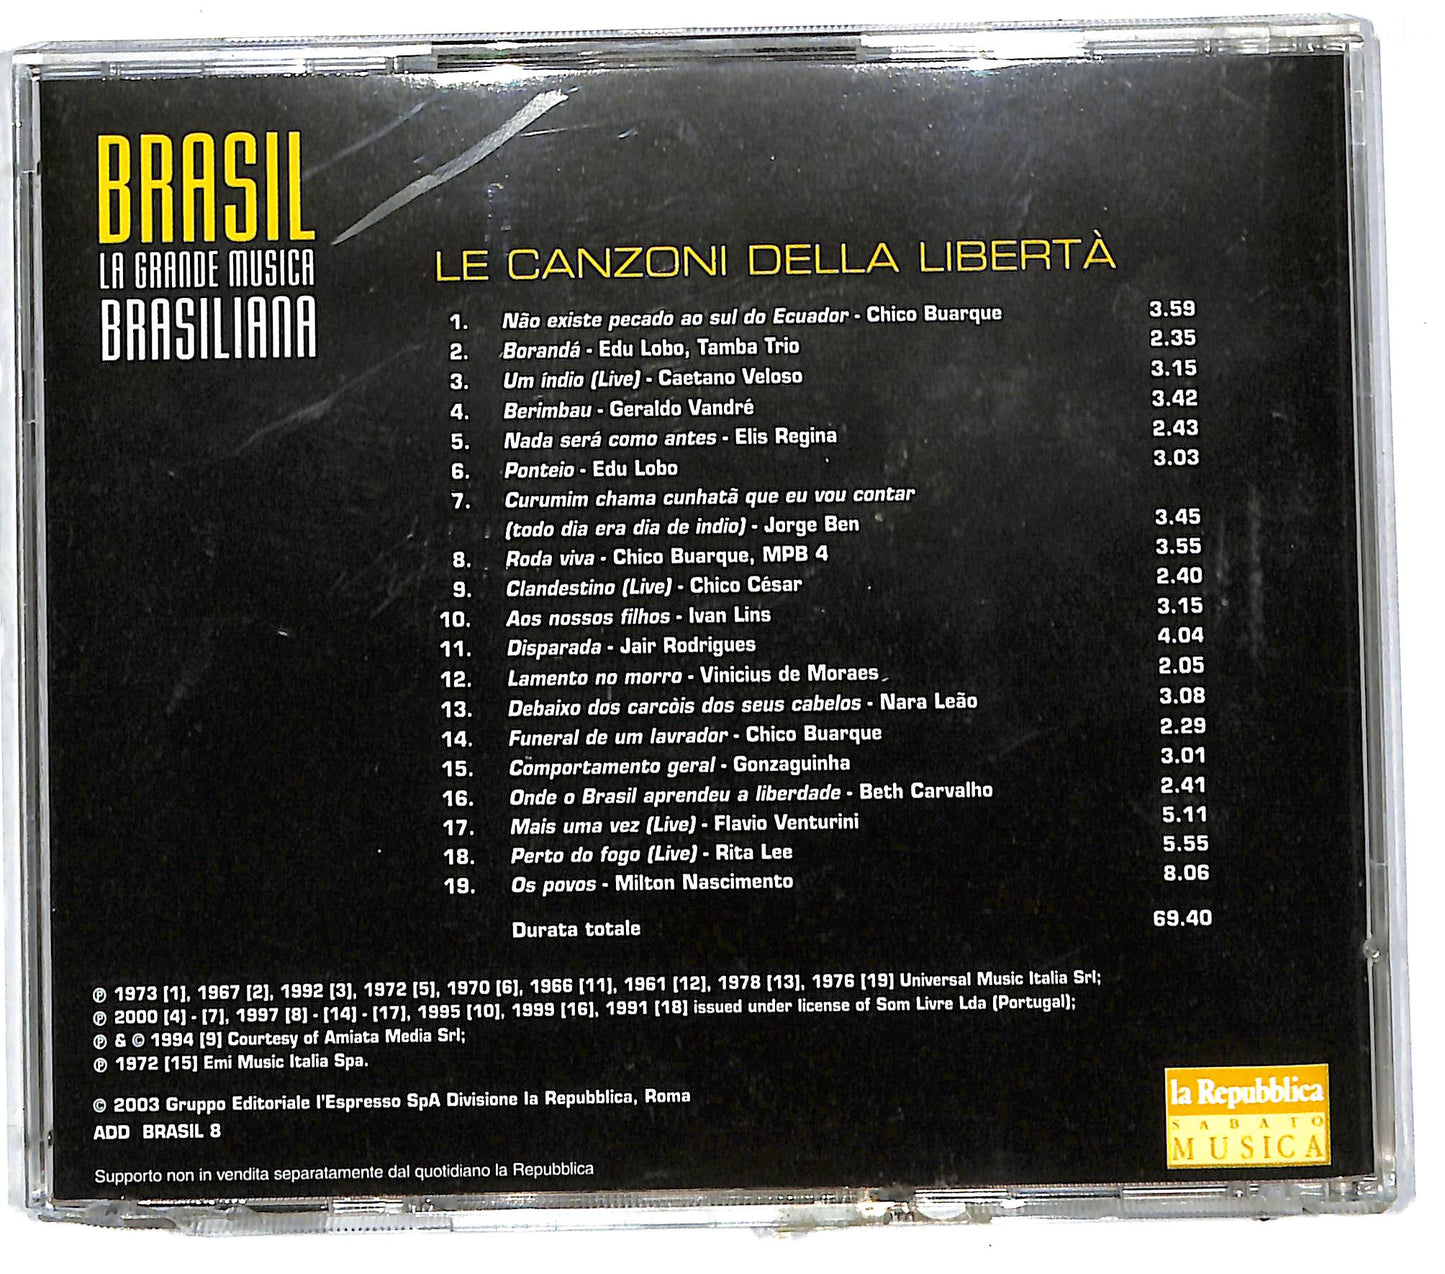 BRASIL
LA GRANDE MUSICA
BRASILIANA
LE CANZONI DELLA LIBERTÀ
1. Não existe pecado ao sul do Ecuador - Chico Buarque 3.59
2. Borandá - Edu Lobo, Tamba Trio 2.35
3. Um índio (Live) - Caetano Veloso 3.15
4. Berimbau - Geraldo Vandré 3.42
5. Nada será como antes - Elis Regina 2.43
6. Ponteio - Edu Lobo 3.03
7. Curumim chama cunhatã que eu vou contar
(todo dia era dia de indio) - Jorge Ben 3.45
8. Roda viva - Chico Buarque, MPB 4 3.55
9. Clandestino (Live) - Chico César 2.40
10. Aos nossos filhos - Ivan Lins 3.15
11. Disparada - Jair Rodrigues 4.04
12. Lamento no morro - Vinicius de Moraes 2.05
13. Debaixo dos carcòis dos seus cabelos - Nara Leão 3.08
14. Funeral de um lavrador - Chico Buarque 2.29
15. Comportamento geral - Gonzaguinha 3.01
16. Onde o Brasil aprendeu a liberdade - Beth Carvalho 2.41
17. Mais uma vez (Live) - Flavio Venturini 5.11
18. Perto do fogo (Live) - Rita Lee 5.55
19. Os povos - Milton Nascimento 8.06
Durata totale 69.40
℗ 1973 [1], 1967 [2], 1992 [3], 1972 [5], 1970 [6], 1966 [11], 1961 [12], 1978 [13], 1976 [19] Universal Music Italia Srl;
℗ 2000 [4] - [7], 1997 [8] - [14] - [17], 1995 [10], 1999 [16], 1991 [18] issued under license of Som Livre Lda (Portugal);
℗ & © 1994 [9] Courtesy of Amiata Media Srl;
℗ 1972 [15] Emi Music Italia Spa.
© 2003 Gruppo Editoriale l'Espresso SpA Divisione la Repubblica, Roma
ADD BRASIL 8
Supporto non in vendita separatamente dal quotidiano la Repubblica
la Repubblica
SABATO
MUSICA